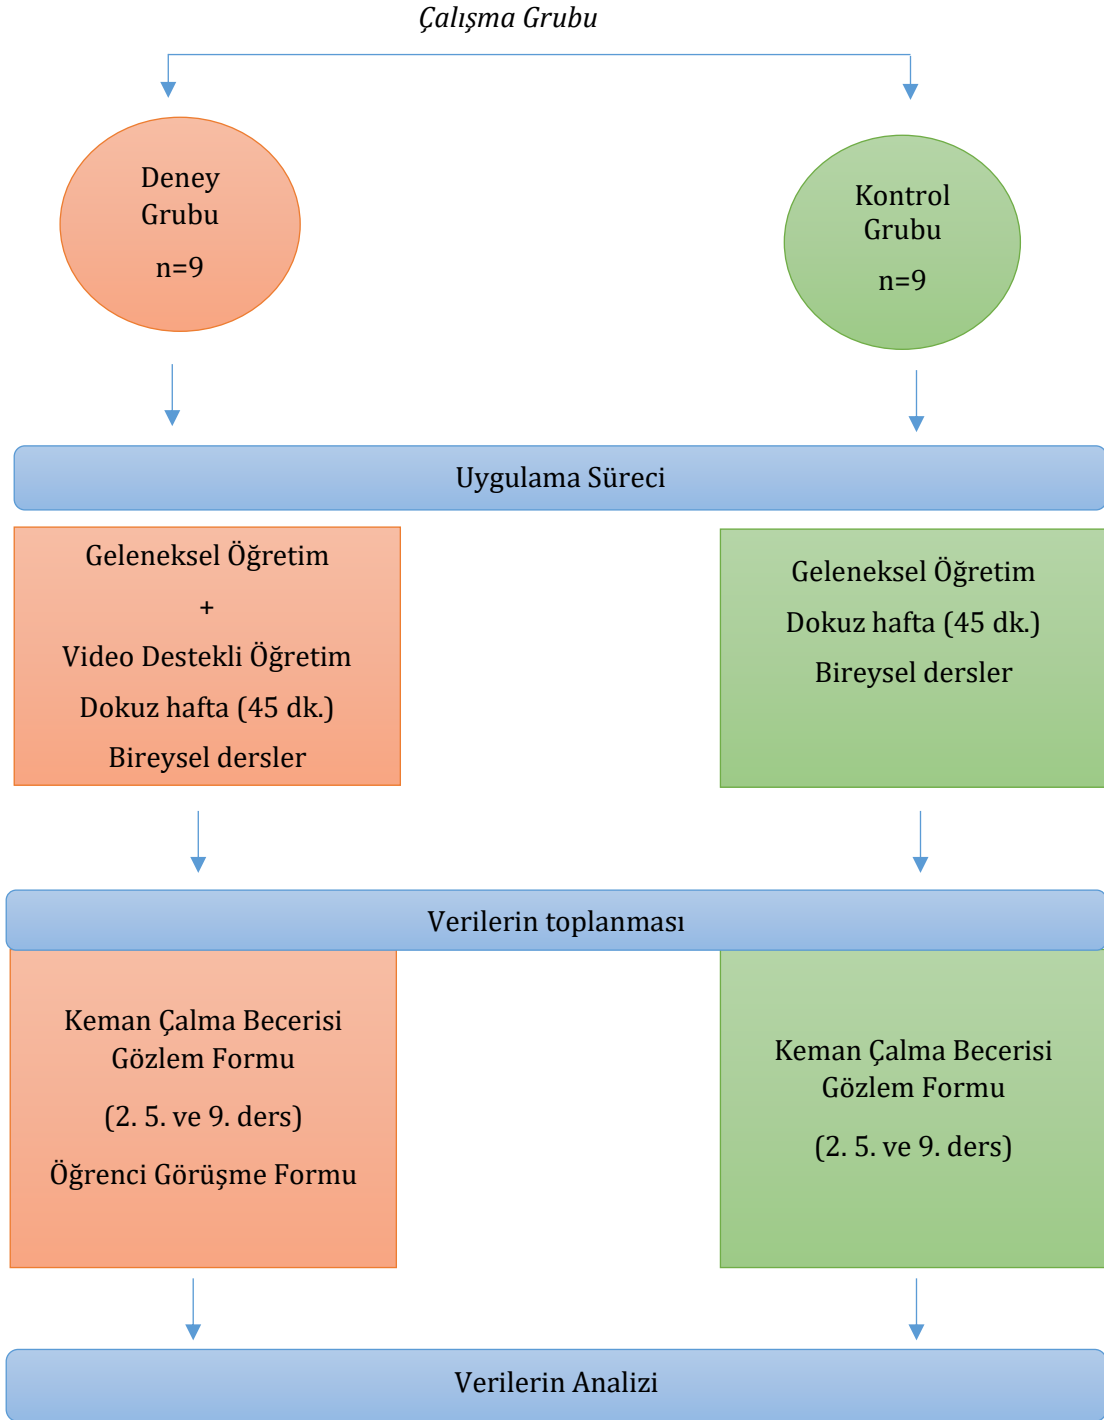 Çalışma Grubu
Deney
Grubu
n=9
Kontrol
Grubu
n=9
Uygulama Süreci
Geleneksel Öğretim
+
Video Destekli Öğretim
Dokuz hafta (45 dk.)
Bireysel dersler
Geleneksel Öğretim
Dokuz hafta (45 dk.)
Bireysel dersler
Verilerin toplanması
Keman Çalma Becerisi
Gözlem Formu
(2. 5. ve 9. ders)
Öğrenci Görüşme Formu
Keman Çalma Becerisi
Gözlem Formu
(2. 5. ve 9. ders)
Verilerin Analizi